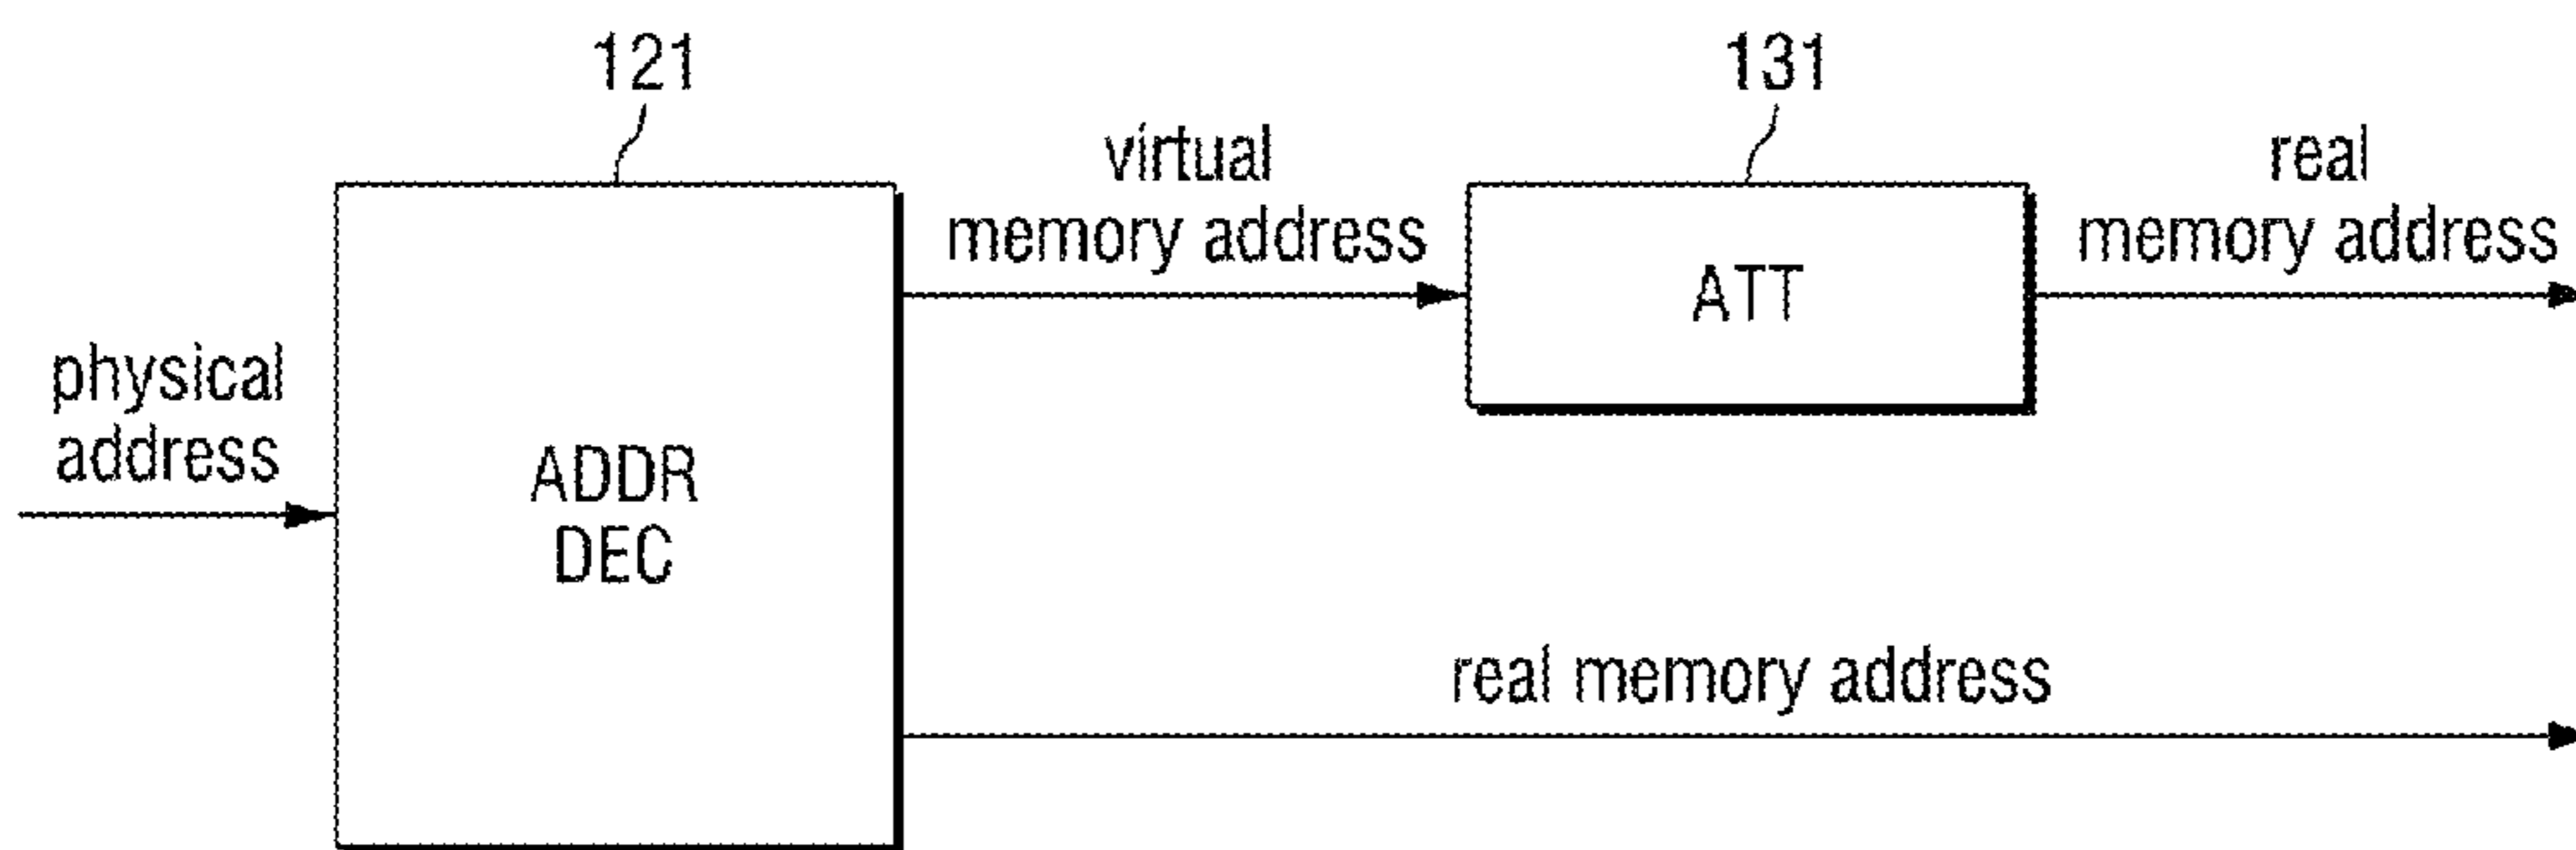 121
131
virtual
memory address
real
memory address
physical
address
ADDR
DEC
ATT
real memory address